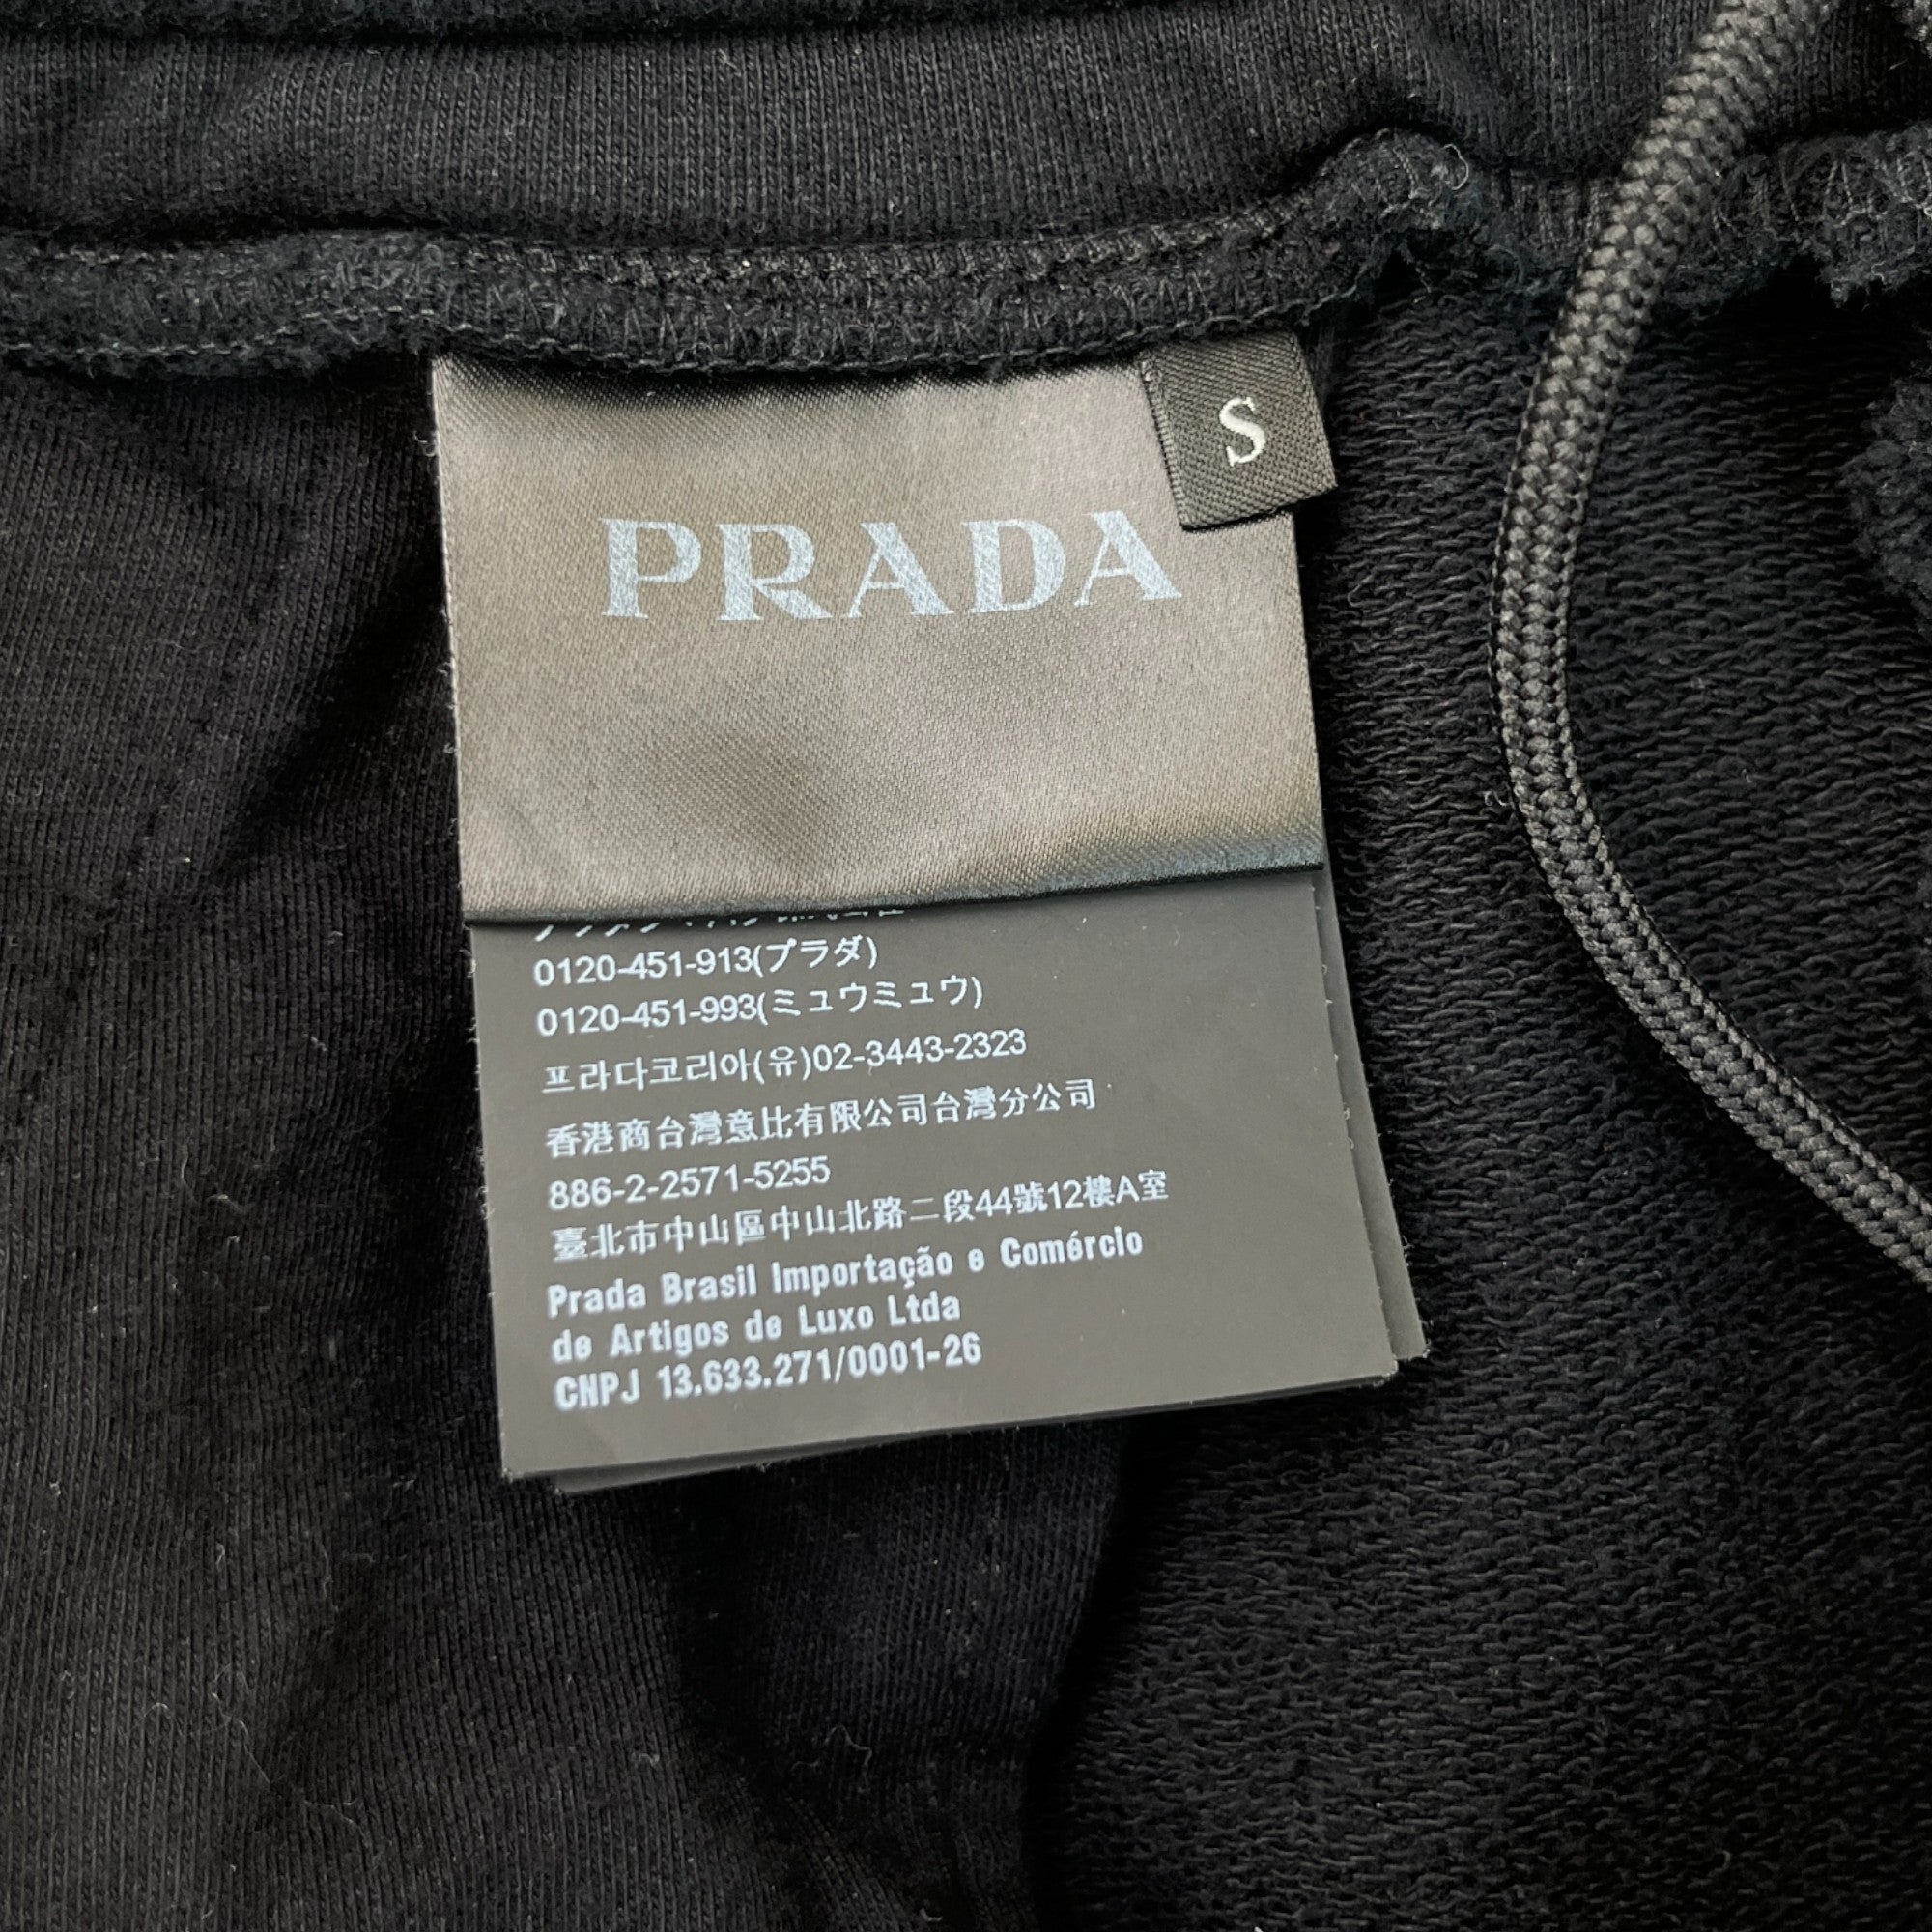 S
PRADA
0120-451-913(プラダ)
0120-451-993(ミュウミュウ)
프라다코리아(유)02-3443-2323
香港商台灣意比有限公司台灣分公司
886-2-2571-5255
臺北市中山區中山北路二段44號12樓A室
Prada Brasil Importação e Comércio
de Artigos de Luxo Ltda
CNPJ 13.633.271/0001-26